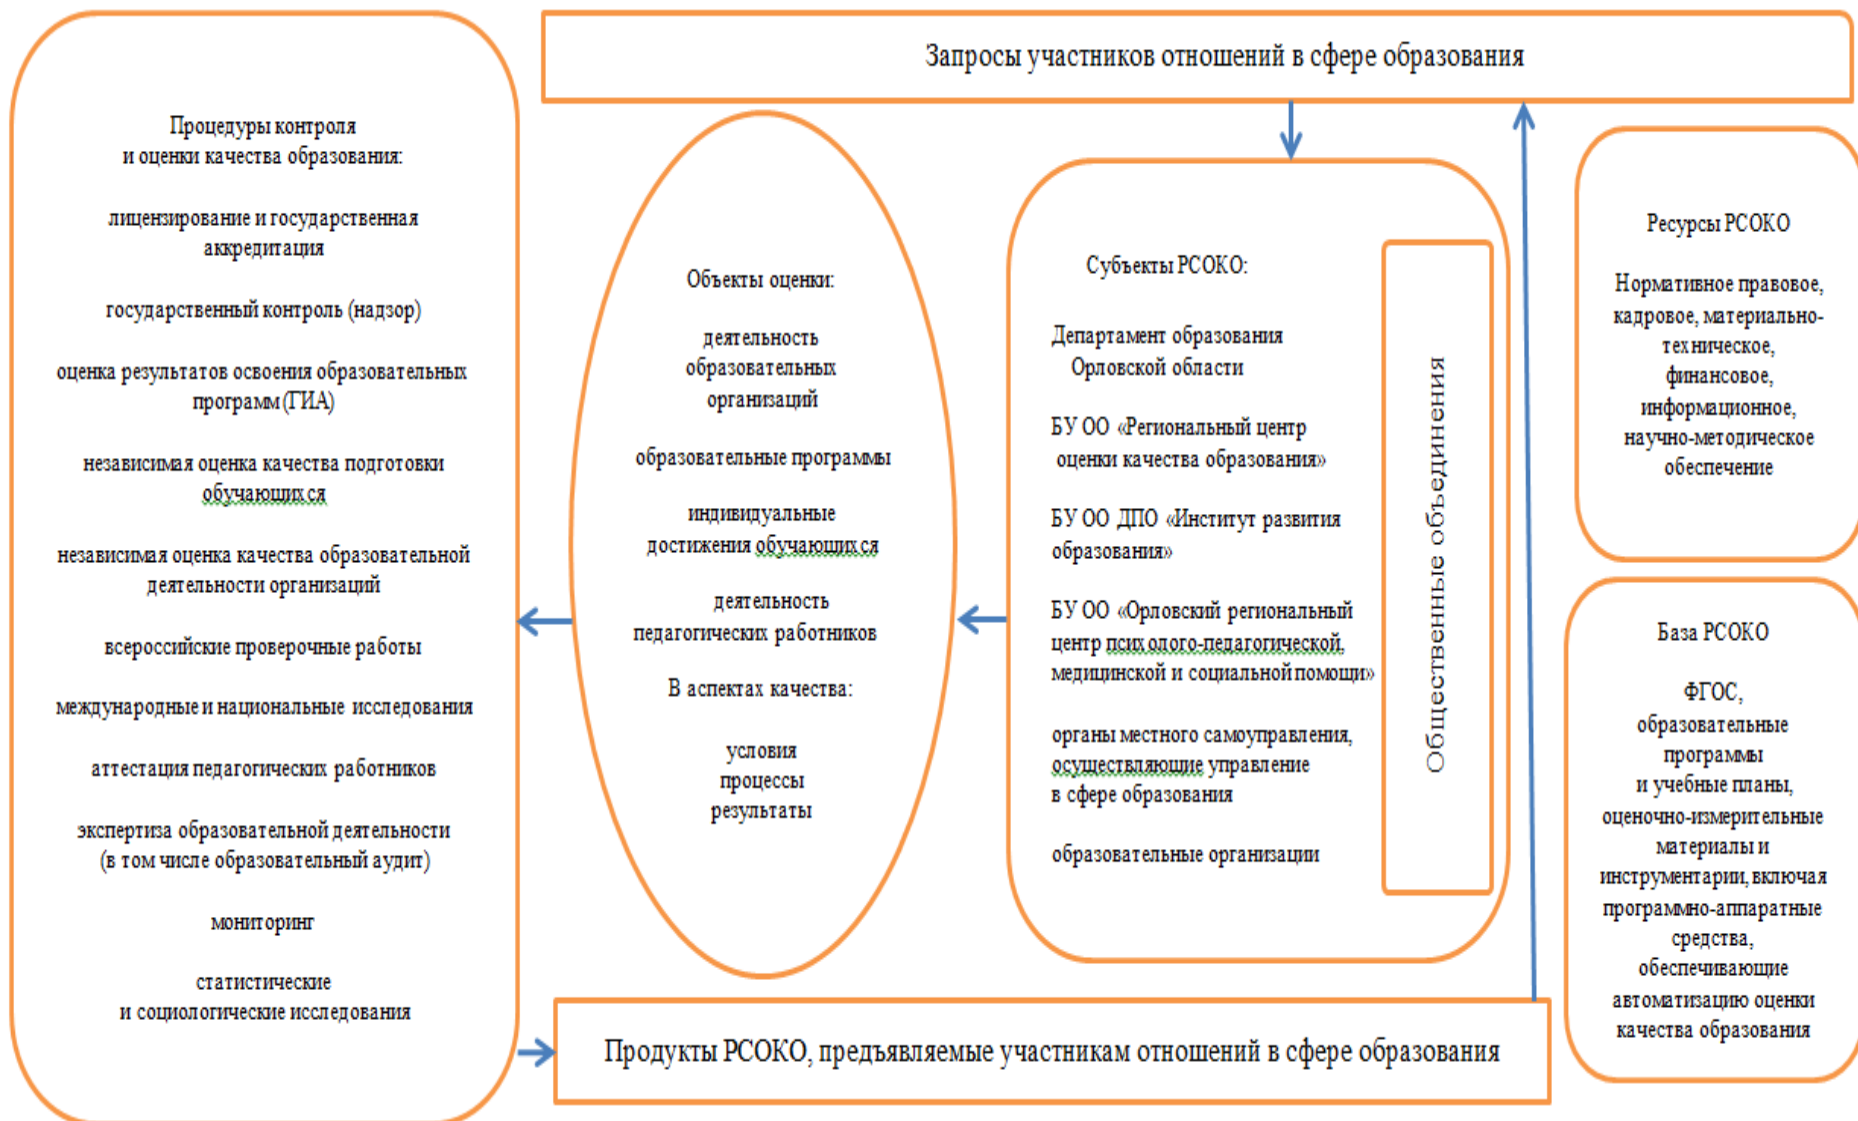 Запросы участников отношений в сфере образования
Процедуры контроля
и оценки качества образования:
лицензирование и государственная
аккредитация
государственный контроль (надзор)
оценка результатов освоения образовательных
программ (ГИА)
независимая оценка качества подготовки
обучающихся
независимая оценка качества образовательной
деятельности организаций
всероссийские проверочные работы
международные и национальные исследования
аттестация педагогических работников
экспертиза образовательной деятельности
(в том числе образовательный аудит)
мониторинг
статистические
и социологические исследования
Объекты оценки:
деятельность
образовательных
организаций
образовательные программы
индивидуальные
достижения обучающихся
деятельность
педагогических работников
В аспектах качества:
условия
процессы
результаты
Субъекты РСОКО:
Департамент образования
Орловской области
БУ ОО «Региональный центр
оценки качества образования»
БУ ОО ДПО «Институт развития
образования»
БУ ОО «Орловский региональный
центр психолого-педагогической,
медицинской и социальной помощи»
органы местного самоуправления,
осуществляющие управление
в сфере образования
образовательные организации
Общественные объединения
Ресурсы РСОКО
Нормативное правовое,
кадровое, материально-
техническое,
финансовое,
информационное,
научно-методическое
обеспечение
База РСОКО
ФГОС,
образовательные
программы
и учебные планы,
оценочно-измерительные
материалы и
инструментарии, включая
программно-аппаратные
средства,
обеспечивающие
автоматизацию оценки
качества образования
Продукты РСОКО, предъявляемые участникам отношений в сфере образования